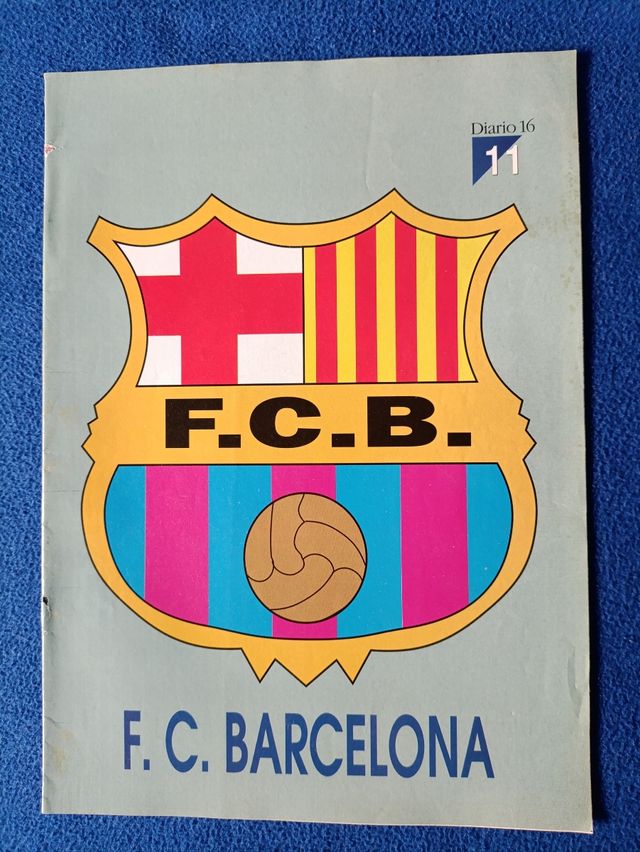 Diario 16
11
F.C.B.
F. C. BARCELONA